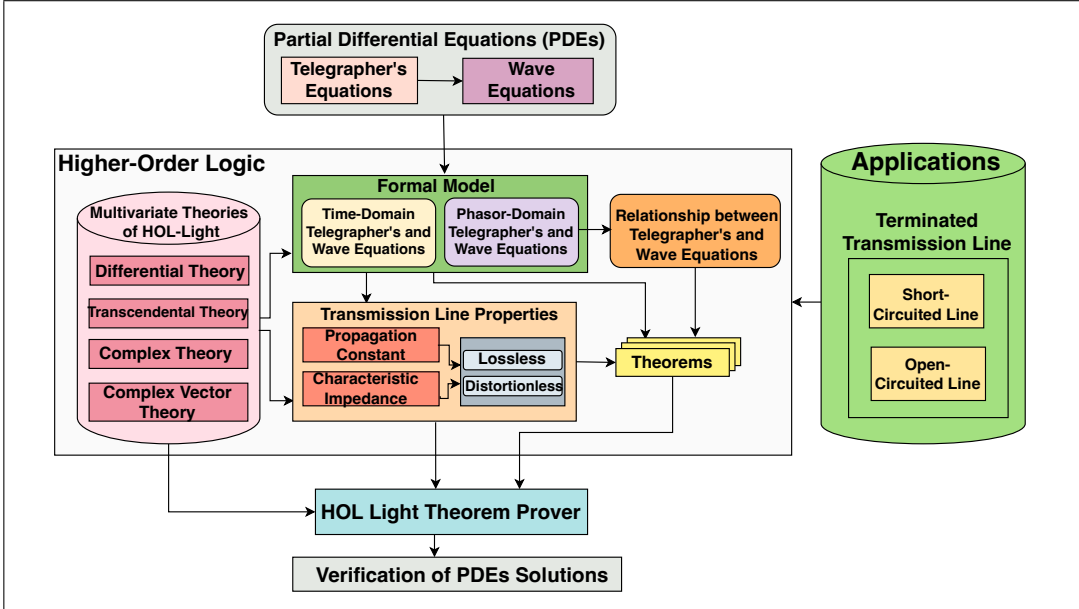 Partial Differential Equations (PDEs)
Telegrapher's
Equations
Wave
Equations
Higher-Order Logic
Multivariate Theories
of HOL-Light
Differential Theory
Transcendental Theory
Complex Theory
Complex Vector
Theory
Formal Model
Time-Domain
Telegrapher's and
Wave Equations
Phasor-Domain
Telegrapher's and
Wave Equations
Relationship between
Telegrapher's and
Wave Equations
Transmission Line Properties
Propagation
Constant
Characteristic
Impedance
Lossless
Distortionless
Theorems
Applications
Terminated
Transmission Line
Short-
Circuited Line
Open-
Circuited Line
HOL Light Theorem Prover
Verification of PDEs Solutions